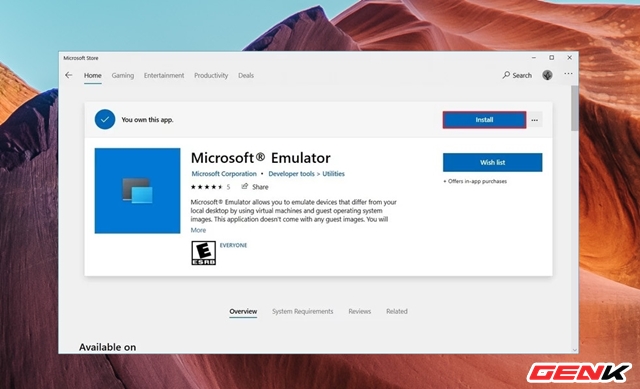 Microsoft Store
Home Gaming Entertainment Productivity Deals Search
You own this app. Install
Microsoft® Emulator
Wish list
Microsoft Corporation • Developer tools > Utilities
+ Offers in-app purchases
5 Share
Microsoft® Emulator allows you to emulate devices that differ from your
local desktop by using virtual machines and guest operating system
images. This application doesn't come with any guest images. You will
More
E
ESRB
EVERYONE
Overview System Requirements Reviews Related
Available on
GENK